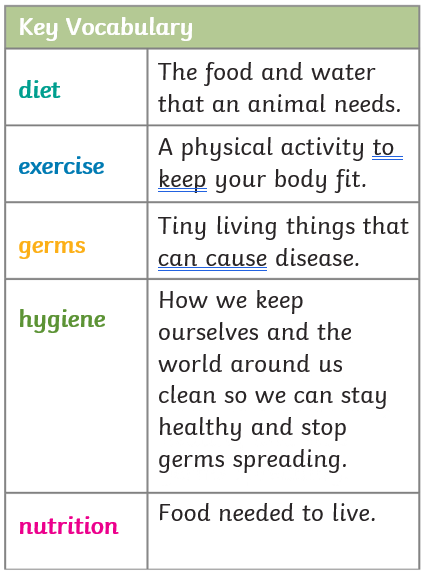 Key Vocabulary
diet
The food and water
that an animal needs.
exercise
A physical activity to
keep your body fit.
germs
Tiny living things that
can cause disease.
hygiene
How we keep
ourselves and the
world around us
clean so we can stay
healthy and stop
germs spreading.
nutrition
Food needed to live.